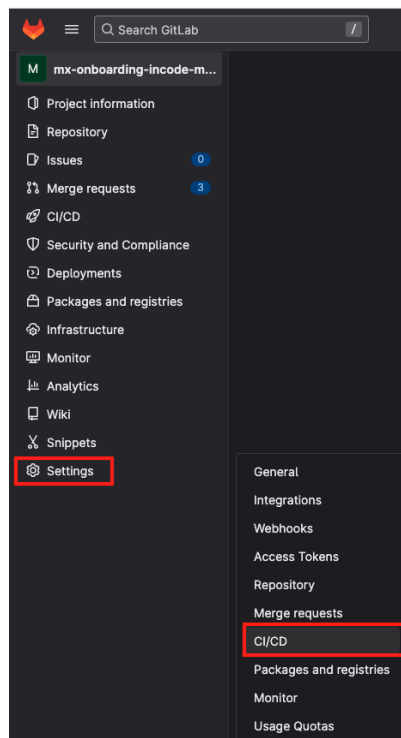 Search GitLab /
M mx-onboarding-incode-m...
Project information
Repository
Issues 0
Merge requests 3
CI/CD
Security and Compliance
Deployments
Packages and registries
Infrastructure
Monitor
Analytics
Wiki
Snippets
Settings
General
Integrations
Webhooks
Access Tokens
Repository
Merge requests
CI/CD
Packages and registries
Monitor
Usage Quotas